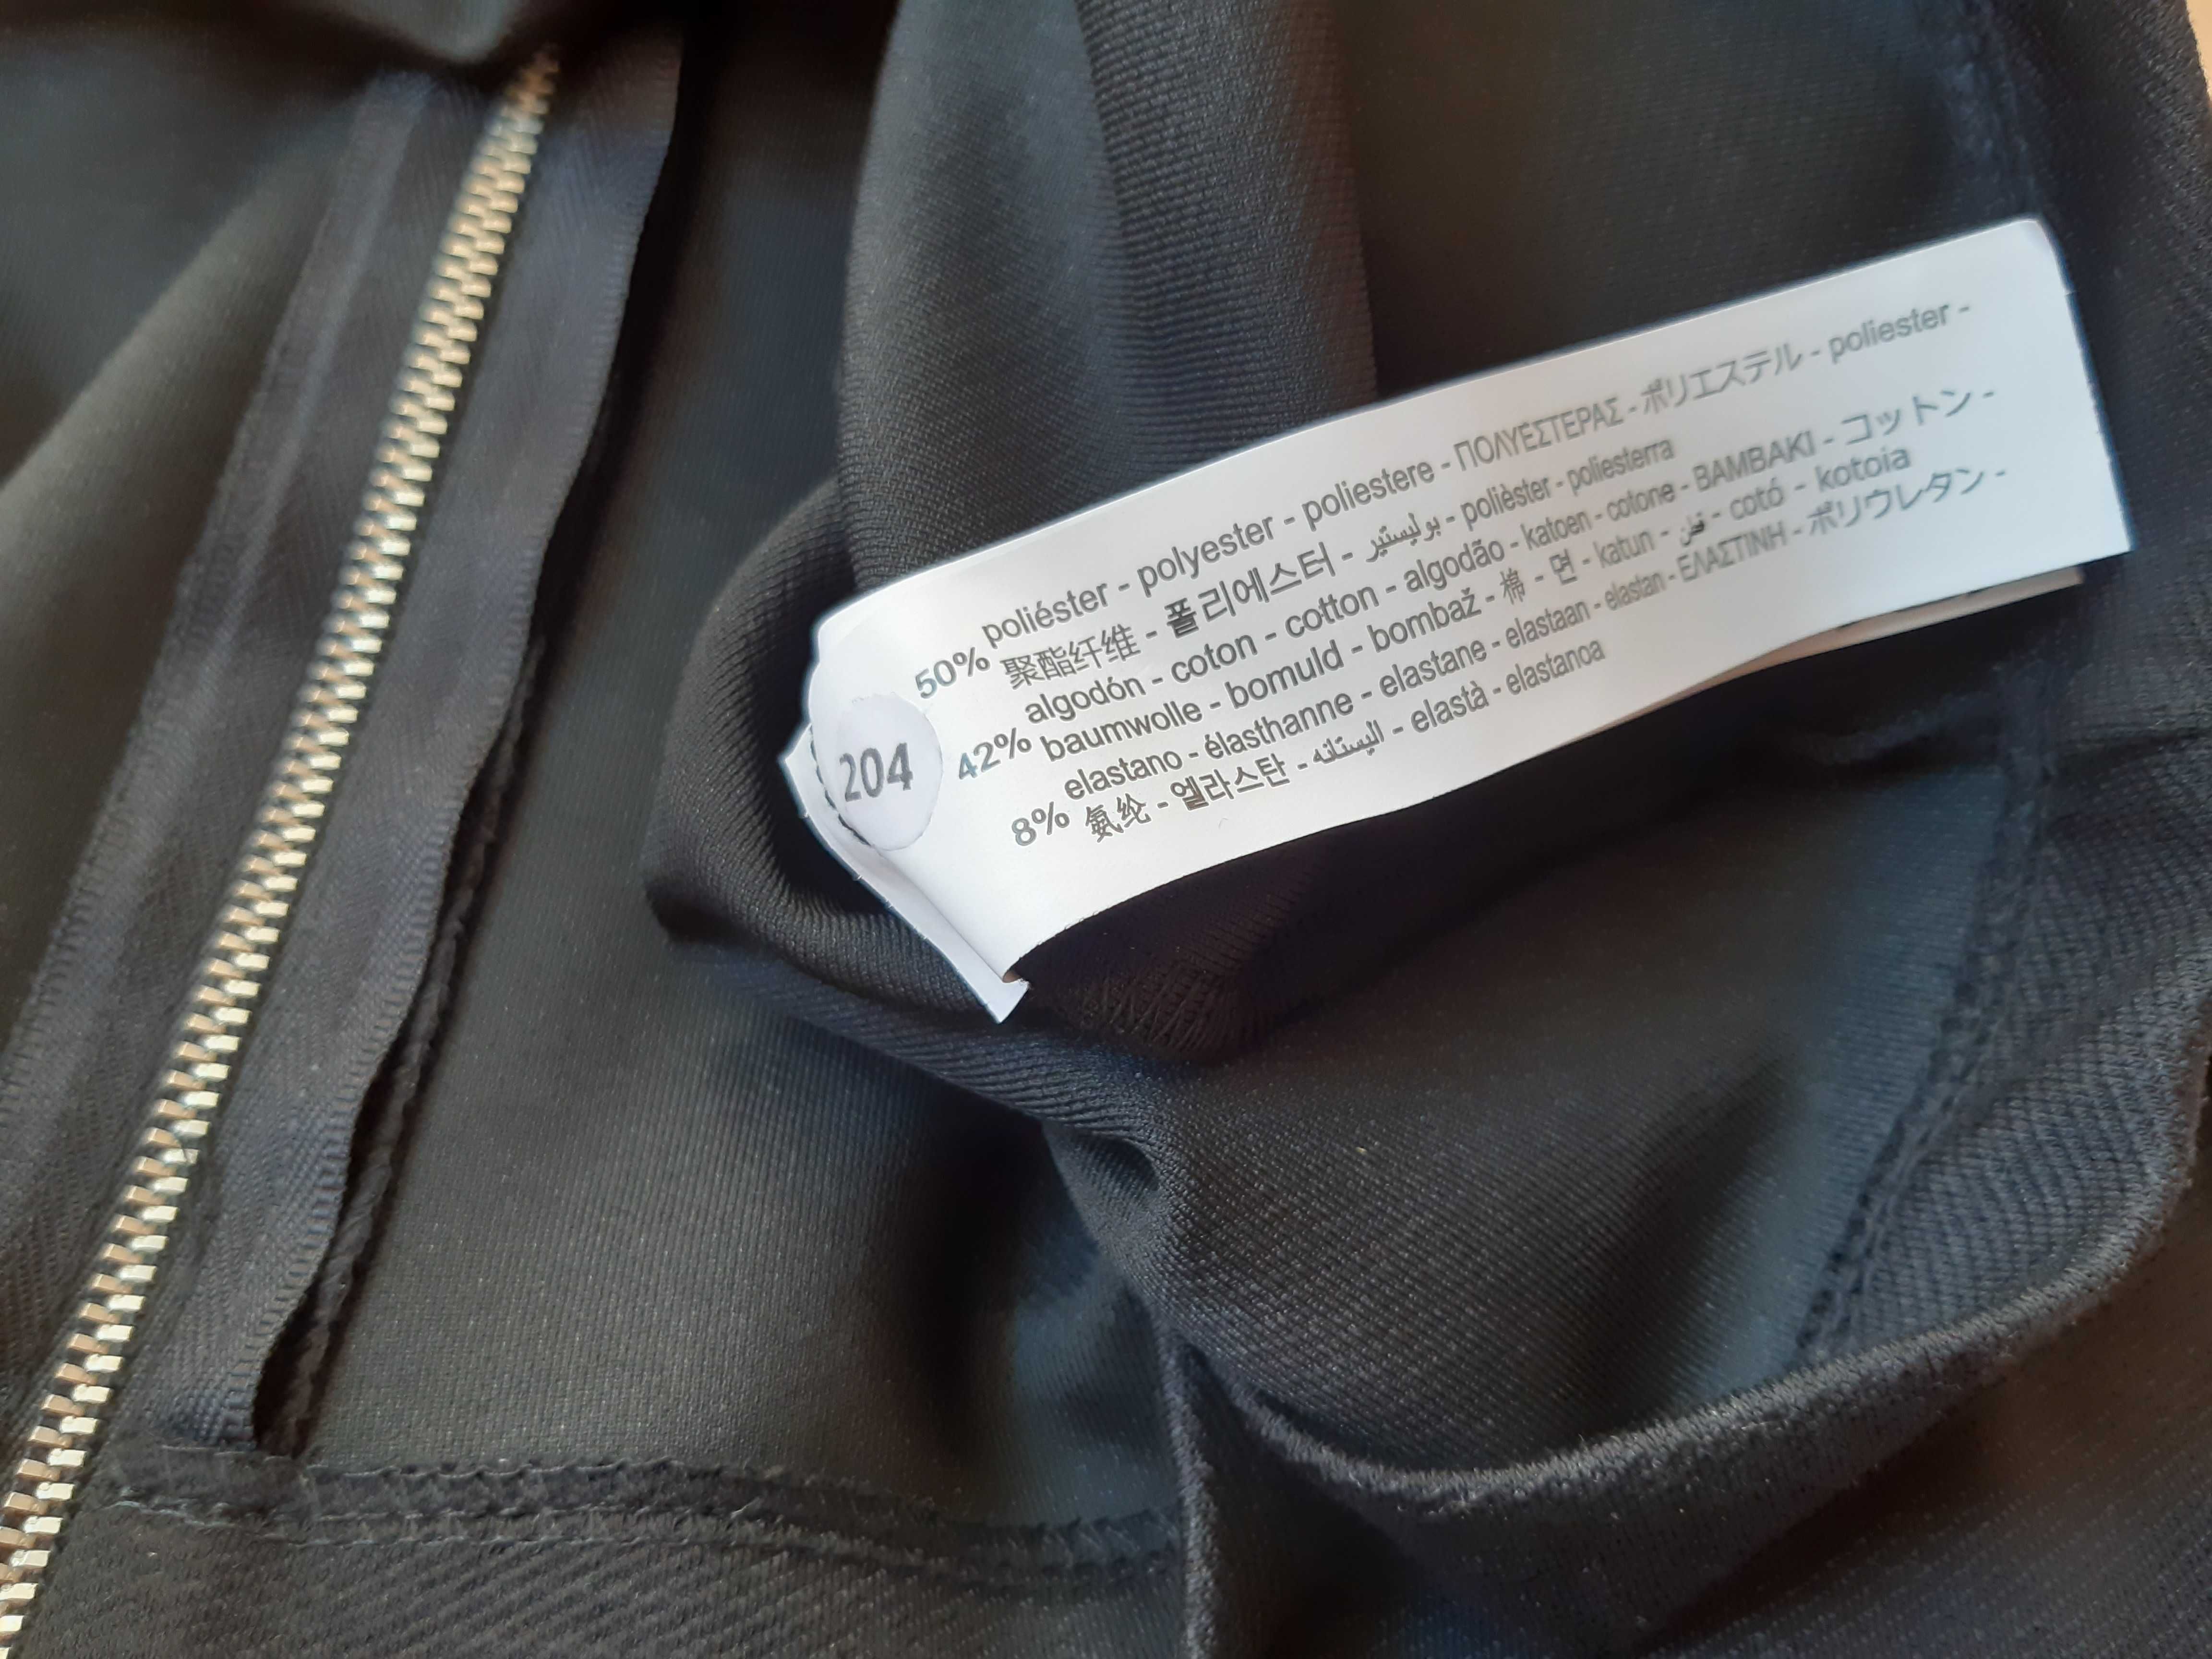 204
50% poliéster - polyester - poliestere - ΠΟΛΥΕΣΤΕΡΑΣ - ポリエステル - poliester -
聚酯纤维 - 폴리에스터 - بوليستير - polièster - poliesterra
42% algodón - coton - cotton - algodão - katoen - cotone - BAMBAKI - コットン -
baumwolle - bomuld - bombaž - 棉 - 면 - katun - قطن - cotó - kotoia
8% elastano - élasthanne - elastane - elastaan - elastan - ΕΛΑΣΤΙΝΗ - ポリウレタン -
氨纶 - 엘라스탄 - اليستانه - elastà - elastanoa